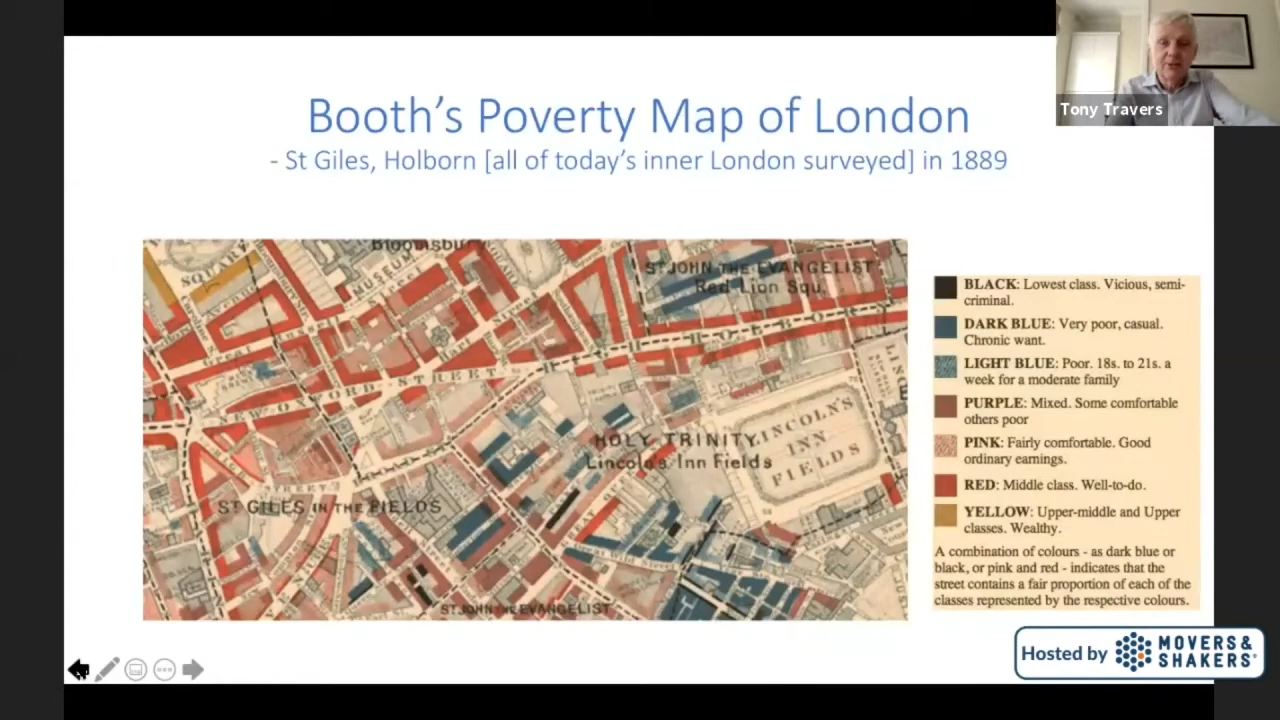 Booth's Poverty Map of London
- St Giles, Holborn [all of today's inner London surveyed] in 1889
Tony Travers
Bloomsbury
SQUARE
MUSEUM
Street
ST JOHN THE EVANGELIST
Red Lion Squ.
HOLBORN
OXFORD STREET
HOLY TRINITY
Lincoln's Inn Fields
LINCOLN'S
INN
FIELDS
ST GILES IN THE FIELDS
ST JOHN THE EVANGELIST
BLACK: Lowest class. Vicious, semi-
criminal.
DARK BLUE: Very poor, casual.
Chronic want.
LIGHT BLUE: Poor. 18s. to 21s. a
week for a moderate family
PURPLE: Mixed. Some comfortable
others poor
PINK: Fairly comfortable. Good
ordinary earnings.
RED: Middle class. Well-to-do.
YELLOW: Upper-middle and Upper
classes. Wealthy.
A combination of colours - as dark blue or
black, or pink and red - indicates that the
street contains a fair proportion of each of the
classes represented by the respective colours.
Hosted by MOVERS&
SHAKERS